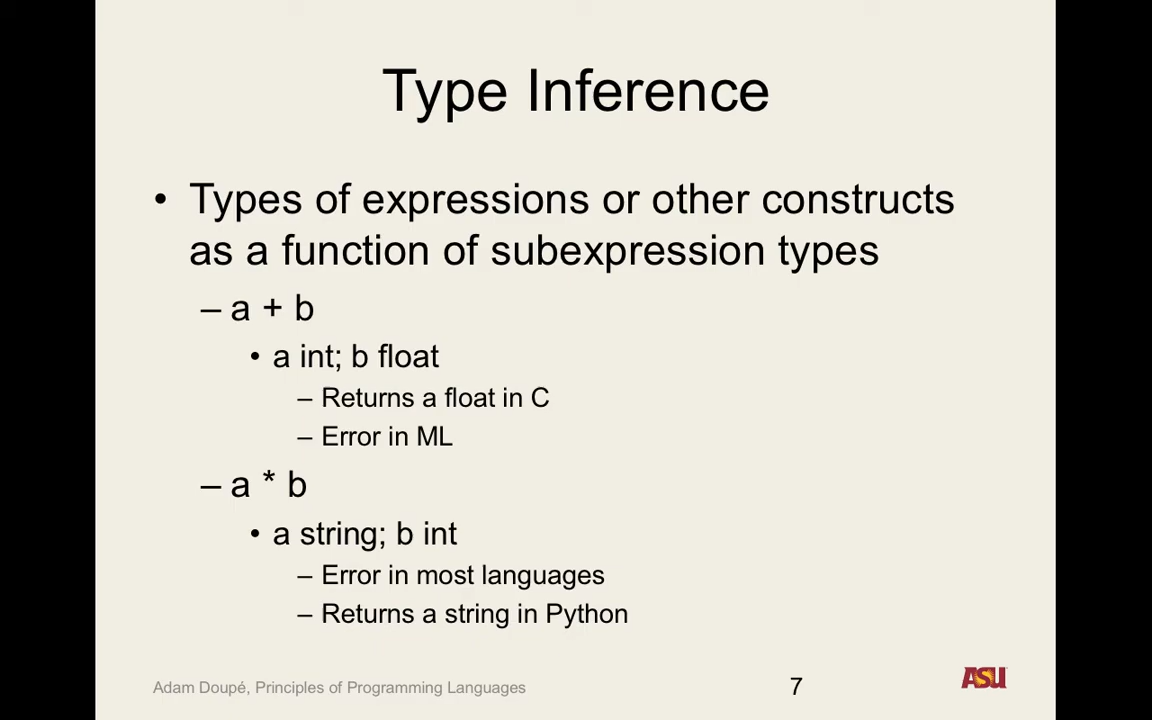 Type Inference
• Types of expressions or other constructs
as a function of subexpression types
– a + b
• a int; b float
– Returns a float in C
– Error in ML
– a * b
• a string; b int
– Error in most languages
– Returns a string in Python
Adam Doupé, Principles of Programming Languages
7
ASU